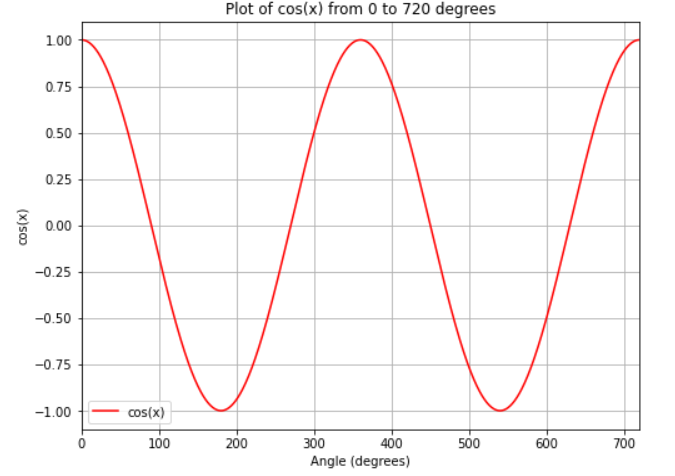 Plot of cos(x) from 0 to 720 degrees
1.00
0.75
0.50
0.25
0.00
−0.25
−0.50
−0.75
−1.00
cos(x)
cos(x)
0 100 200 300 400 500 600 700
Angle (degrees)